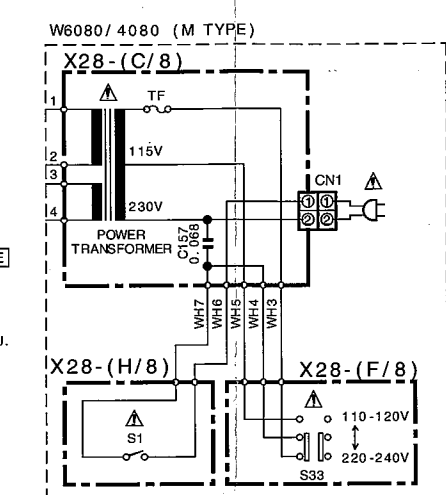 W6080/4080 (M TYPE)
X28-(C/8)
1
TF
2
115V
3
CN1
1 1
2 2
4
230V
POWER
TRANSFORMER
C157
0.068
WH7
WH6
WH5
WH4
WH3
X28-(H/8)
S1
X28-(F/8)
110-120V
220-240V
S33